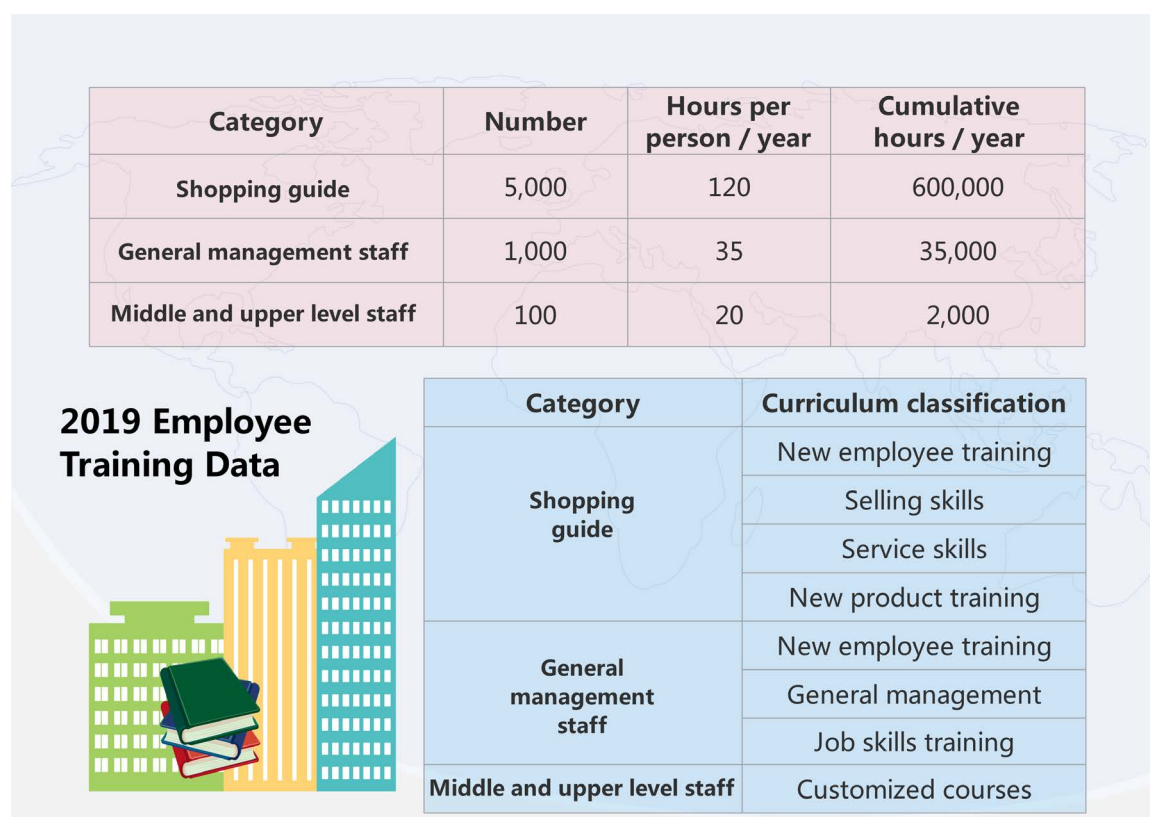 Category Number Hours per person / year Cumulative hours / year
Shopping guide 5,000 120 600,000
General management staff 1,000 35 35,000
Middle and upper level staff 100 20 2,000
2019 Employee
Training Data
Category Curriculum classification
Shopping
guide
New employee training
Selling skills
Service skills
New product training
General
management
staff
New employee training
General management
Job skills training
Middle and upper level staff Customized courses